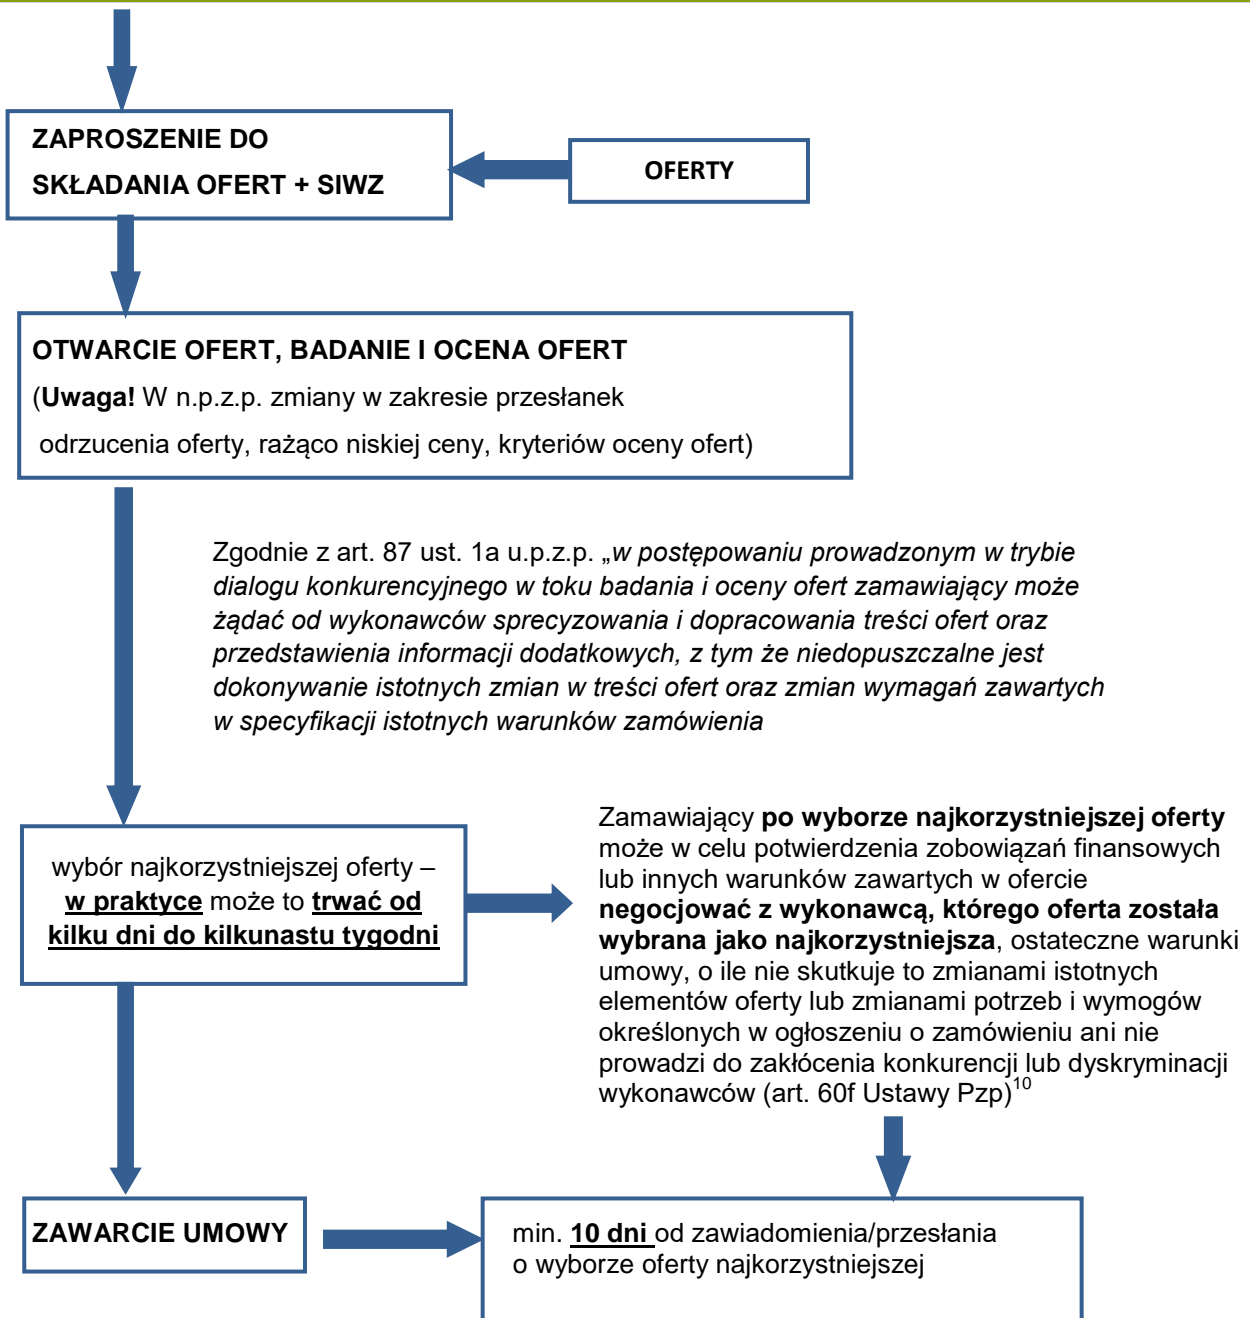 ZAPROSZENIE DO
SKŁADANIA OFERT + SIWZ
OFERTY
OTWARCIE OFERT, BADANIE I OCENA OFERT
(Uwaga! W n.p.z.p. zmiany w zakresie przesłanek
odrzucenia oferty, rażąco niskiej ceny, kryteriów oceny ofert)
Zgodnie z art. 87 ust. 1a u.p.z.p. „w postępowaniu prowadzonym w trybie
dialogu konkurencyjnego w toku badania i oceny ofert zamawiający może
żądać od wykonawców sprecyzowania i dopracowania treści ofert oraz
przedstawienia informacji dodatkowych, z tym że niedopuszczalne jest
dokonywanie istotnych zmian w treści ofert oraz zmian wymagań zawartych
w specyfikacji istotnych warunków zamówienia
wybór najkorzystniejszej oferty –
w praktyce może to trwać od
kilku dni do kilkunastu tygodni
Zamawiający po wyborze najkorzystniejszej oferty
może w celu potwierdzenia zobowiązań finansowych
lub innych warunków zawartych w ofercie
negocjować z wykonawcą, którego oferta została
wybrana jako najkorzystniejsza, ostateczne warunki
umowy, o ile nie skutkuje to zmianami istotnych
elementów oferty lub zmianami potrzeb i wymogów
określonych w ogłoszeniu o zamówieniu ani nie
prowadzi do zakłócenia konkurencji lub dyskryminacji
wykonawców (art. 60f Ustawy Pzp)10
ZAWARCIE UMOWY
min. 10 dni od zawiadomienia/przesłania
o wyborze oferty najkorzystniejszej